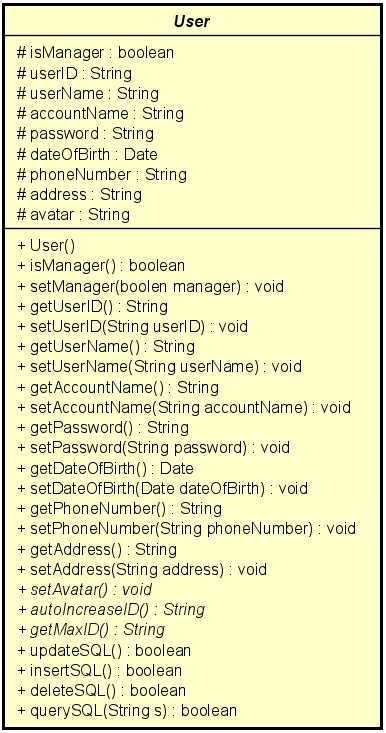 User
# isManager : boolean
# userID : String
# userName : String
# accountName : String
# password : String
# dateOfBirth : Date
# phoneNumber : String
# address : String
# avatar : String
+ User()
+ isManager() : boolean
+ setManager(boolen manager) : void
+ getUserID() : String
+ setUserID(String userID) : void
+ getUserName() : String
+ setUserName(String userName) : void
+ getAccountName() : String
+ setAccountName(String accountName) : void
+ getPassword() : String
+ setPassword(String password) : void
+ getDateOfBirth() : Date
+ setDateOfBirth(Date dateOfBirth) : void
+ getPhoneNumber() : String
+ setPhoneNumber(String phoneNumber) : void
+ getAddress() : String
+ setAddress(String address) : void
+ setAvatar() : void
+ autoIncreaseID() : String
+ getMaxID() : String
+ updateSQL() : boolean
+ insertSQL() : boolean
+ deleteSQL() : boolean
+ querySQL(String s) : boolean